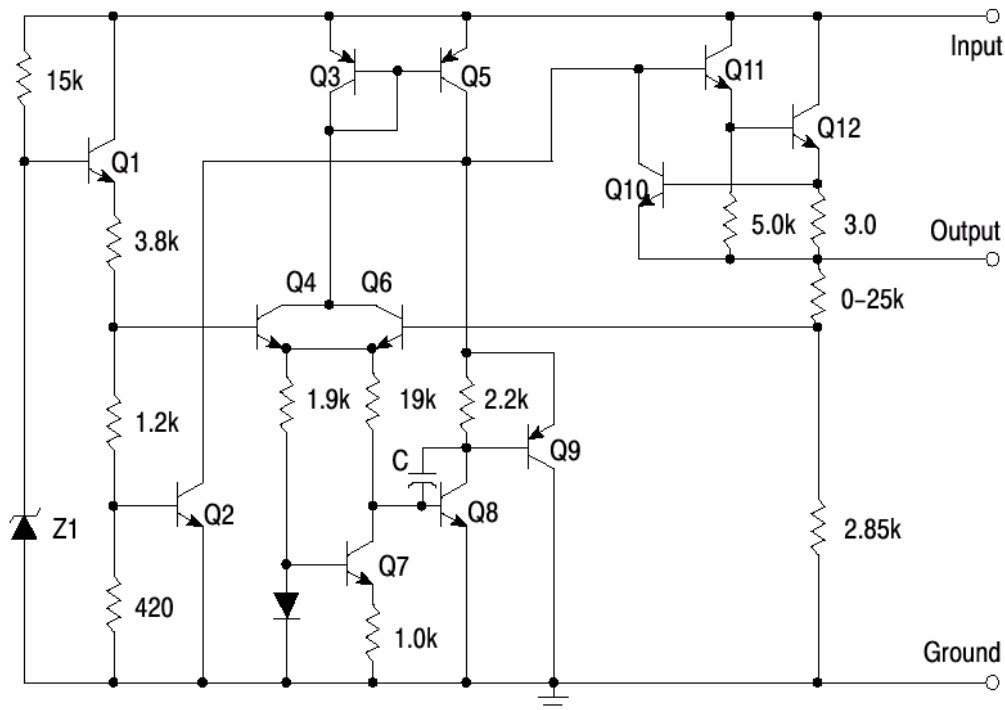 Input
Q3
Q5
Q11
15k
Q12
Q1
Q10
5.0k
3.0
Output
3.8k
Q4
Q6
0–25k
1.9k
19k
2.2k
1.2k
C
Q9
Q2
Q8
Z1
2.85k
Q7
420
1.0k
Ground